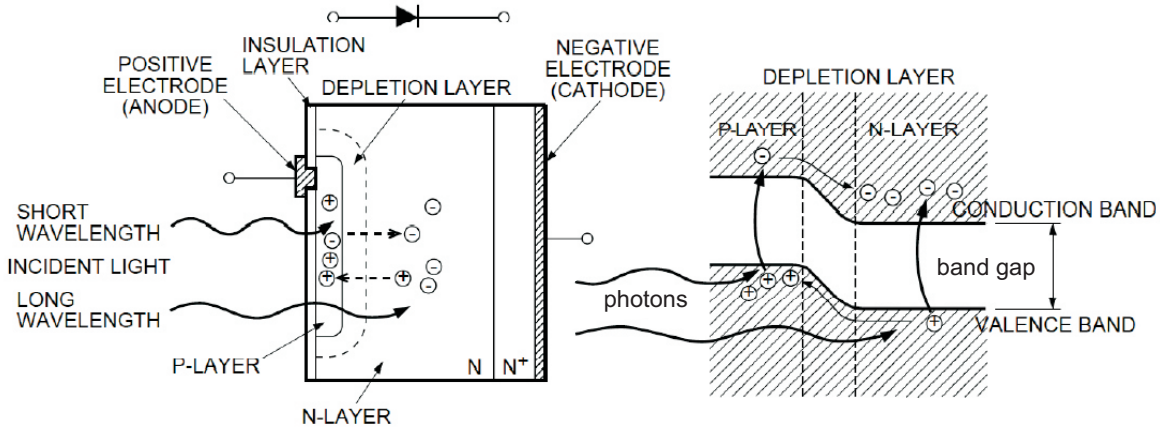 INSULATION
LAYER
POSITIVE
ELECTRODE
(ANODE)
DEPLETION LAYER
NEGATIVE
ELECTRODE
(CATHODE)
SHORT
WAVELENGTH
INCIDENT LIGHT
LONG
WAVELENGTH
P-LAYER
N-LAYER
N
N+
DEPLETION LAYER
P-LAYER
N-LAYER
CONDUCTION BAND
band gap
photons
VALENCE BAND